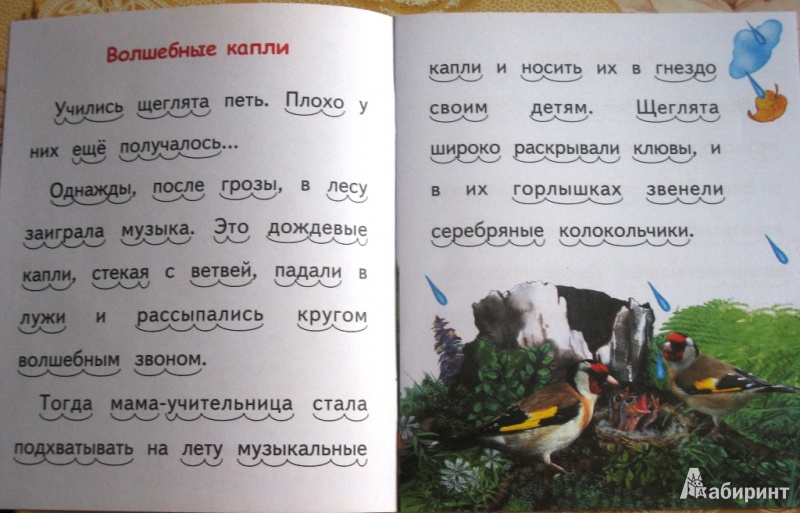 Волшебные капли
Учились щеглята петь. Плохо у
них ещё получалось...
Однажды, после грозы, в лесу
заиграла музыка. Это дождевые
капли, стекая с ветвей, падали в
лужи и рассыпались кругом
волшебным звоном.
Тогда мама-учительница стала
подхватывать на лету музыкальные
капли и носить их в гнездо
своим детям. Щеглята
широко раскрывали клювы, и
в их горлышках звенели
серебряные колокольчики.
Лабиринт